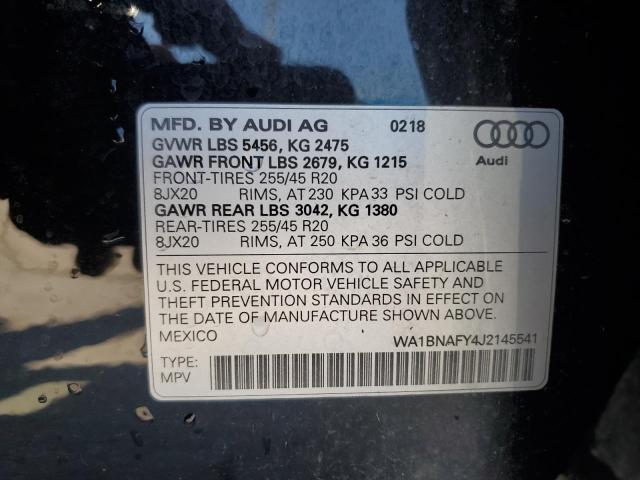 MFD. BY AUDI AG 0218
GVWR LBS 5456, KG 2475
GAWR FRONT LBS 2679, KG 1215
FRONT-TIRES 255/45 R20
8JX20 RIMS, AT 230 KPA 33 PSI COLD
GAWR REAR LBS 3042, KG 1380
REAR-TIRES 255/45 R20
8JX20 RIMS, AT 250 KPA 36 PSI COLD
Audi
THIS VEHICLE CONFORMS TO ALL APPLICABLE
U.S. FEDERAL MOTOR VEHICLE SAFETY AND
THEFT PREVENTION STANDARDS IN EFFECT ON
THE DATE OF MANUFACTURE SHOWN ABOVE.
MEXICO WA1BNAFY4J2145541
TYPE:
MPV